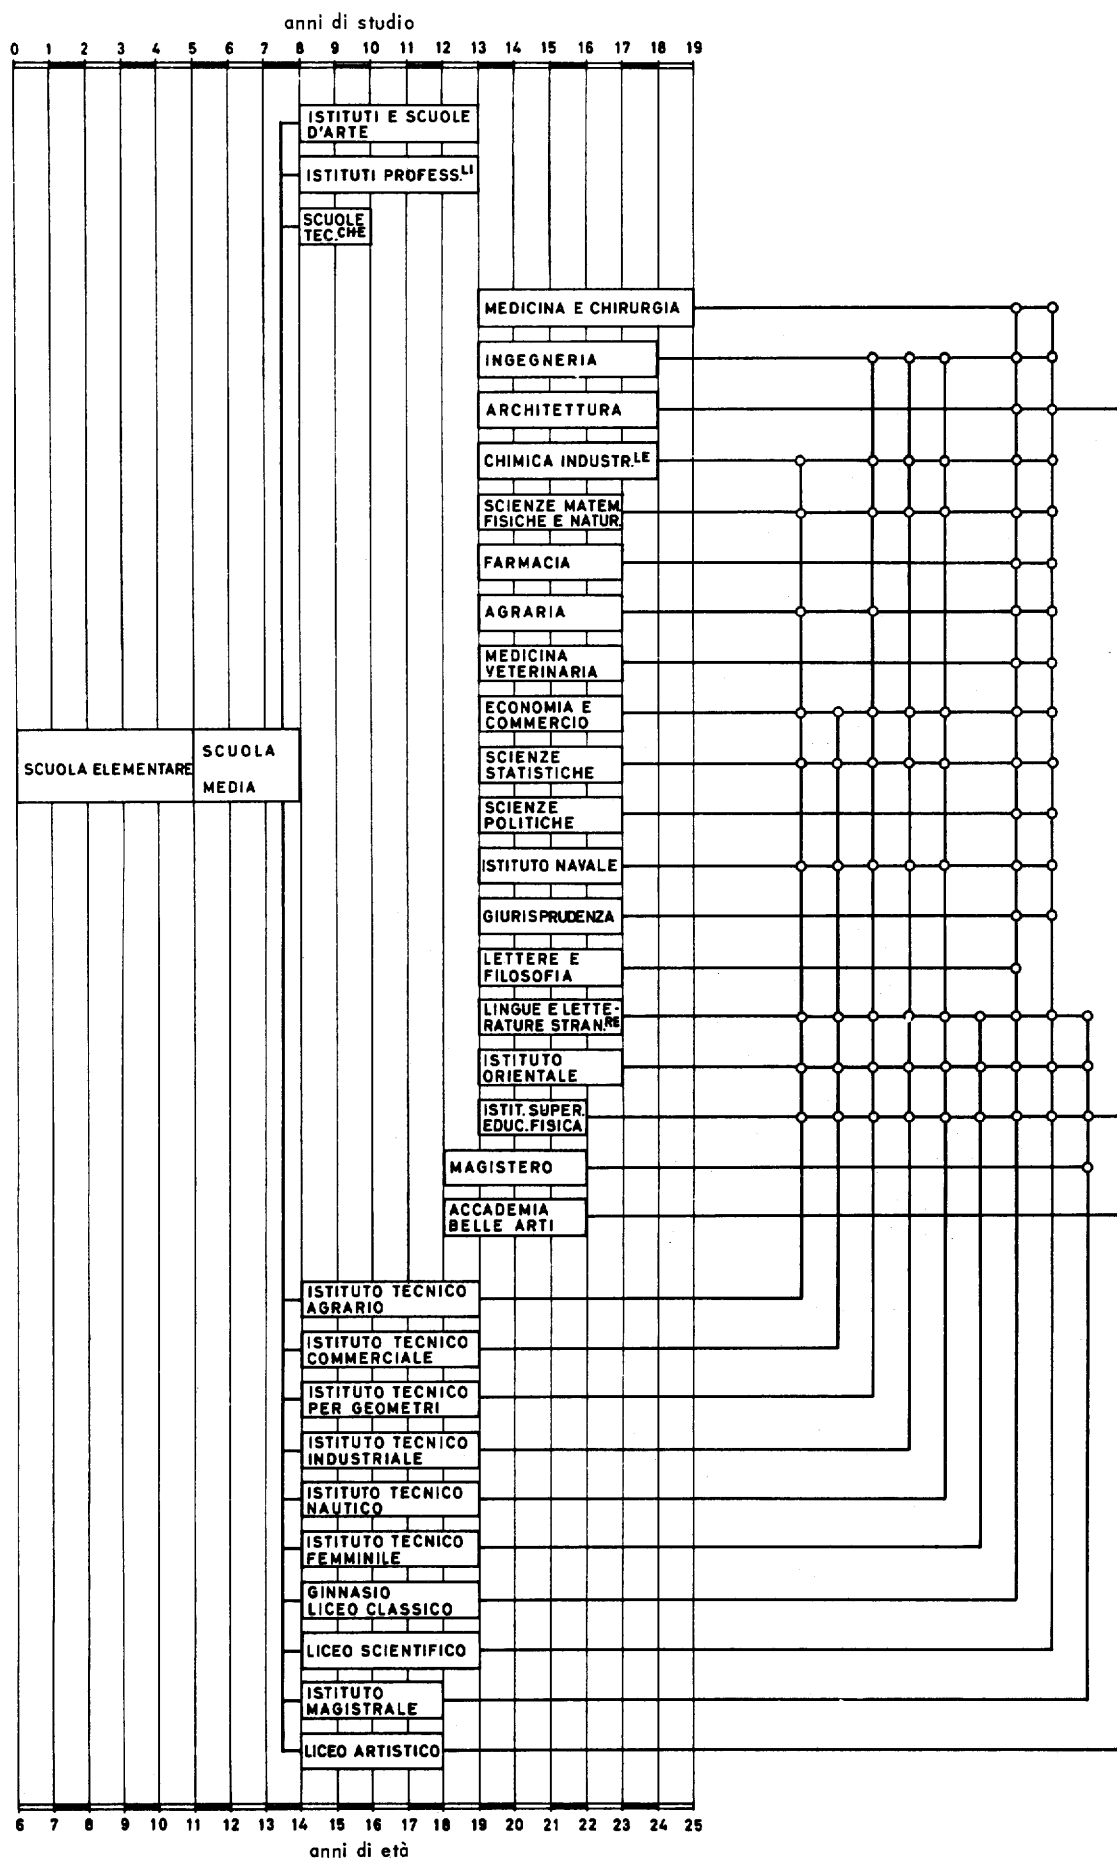 anni di studio
0 1 2 3 4 5 6 7 8 9 10 11 12 13 14 15 16 17 18 19
ISTITUTI E SCUOLE
D'ARTE
ISTITUTI PROFESS.LI
SCUOLE
TEC.CHE
MEDICINA E CHIRURGIA
INGEGNERIA
ARCHITETTURA
CHIMICA INDUSTR.LE
SCIENZE MATEM.
FISICHE E NATUR.
FARMACIA
AGRARIA
MEDICINA
VETERINARIA
ECONOMIA E
COMMERCIO
SCUOLA ELEMENTARE
SCUOLA
MEDIA
SCIENZE
STATISTICHE
SCIENZE
POLITICHE
ISTITUTO NAVALE
GIURISPRUDENZA
LETTERE E
FILOSOFIA
LINGUE E LETTE-
RATURE STRAN.RE
ISTITUTO
ORIENTALE
ISTIT. SUPER.
EDUC. FISICA
MAGISTERO
ACCADEMIA
BELLE ARTI
ISTITUTO TECNICO
AGRARIO
ISTITUTO TECNICO
COMMERCIALE
ISTITUTO TECNICO
PER GEOMETRI
ISTITUTO TECNICO
INDUSTRIALE
ISTITUTO TECNICO
NAUTICO
ISTITUTO TECNICO
FEMMINILE
GINNASIO
LICEO CLASSICO
LICEO SCIENTIFICO
ISTITUTO
MAGISTRALE
LICEO ARTISTICO
6 7 8 9 10 11 12 13 14 15 16 17 18 19 20 21 22 23 24 25
anni di età